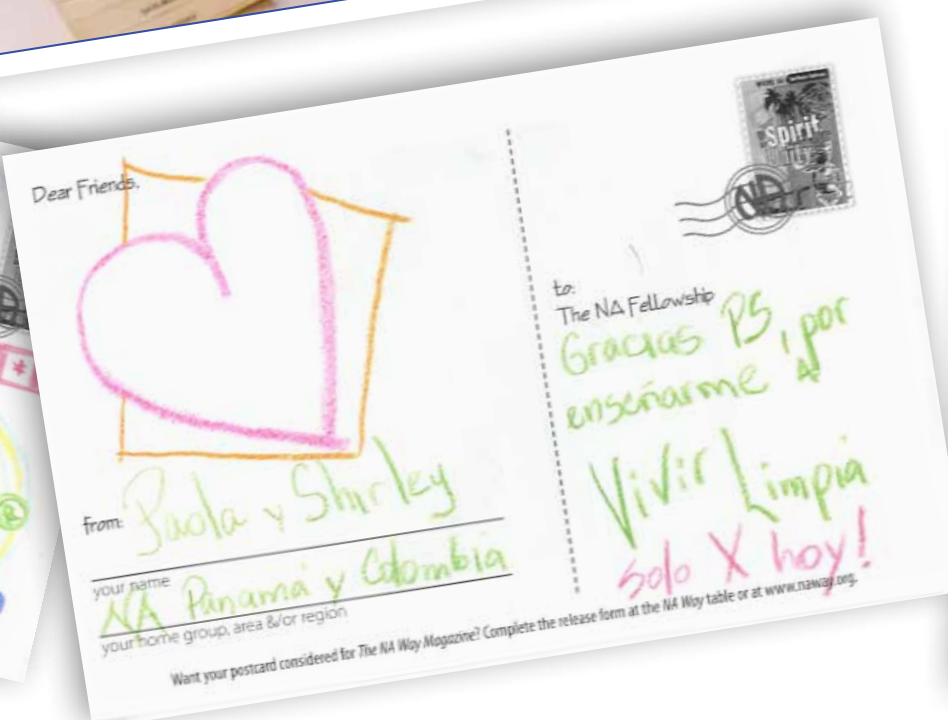 Dear Friends,
from: Paola y Shirley
your name
NA Panamá y Colombia
your home group, area &/or region
Spirit
NA
to:
The NA Fellowship
Gracias PS, por
enseñarme A
Vivir Limpia
solo X hoy!
Want your postcard considered for The NA Way Magazine? Complete the release form at the NA Way table or at www.naway.org.